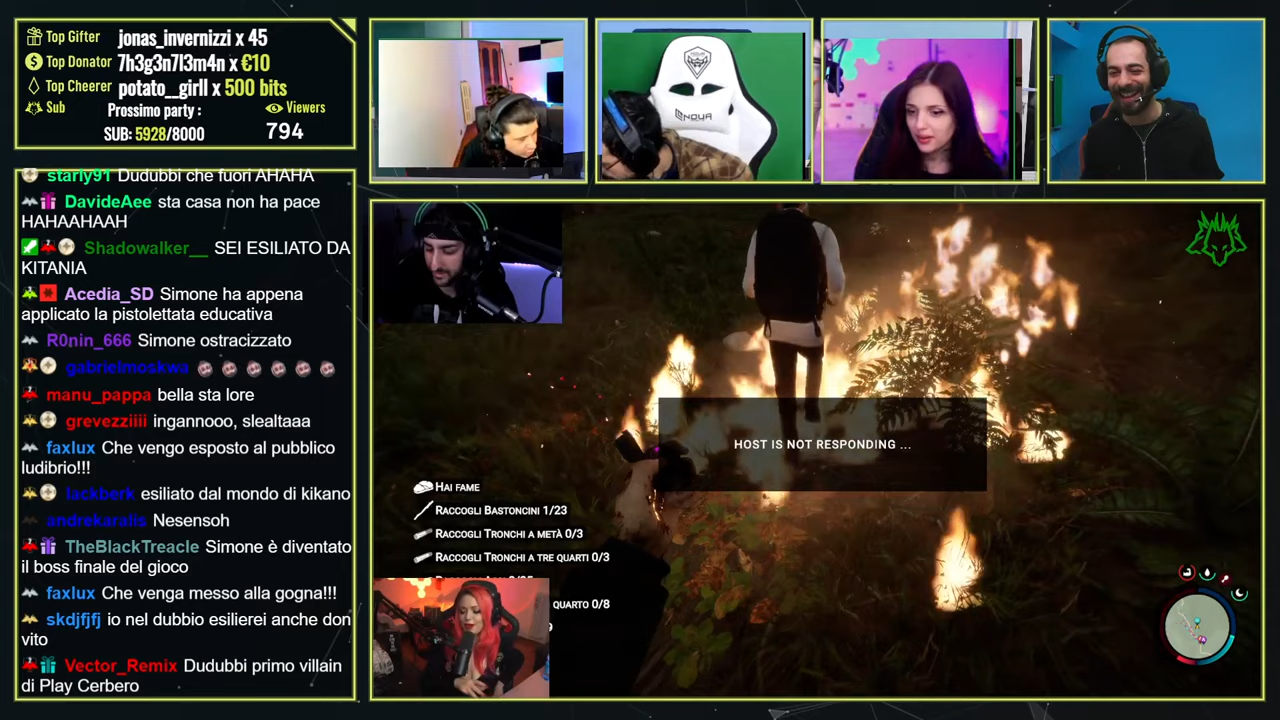 Top Gifter jonas_invernizzi x 45
Top Donator 7h3g3n7l3m4n x €10
Top Cheerer potato__girll x 500 bits
Sub Prossimo party : Viewers
SUB: 5928/8000 794
starly91 Dudubbi che fuori AHAHA
DavideAee sta casa non ha pace
HAHAAHAAH
Shadowalker__ SEI ESILIATO DA
KITANIA
Acedia_SD Simone ha appena
applicato la pistolettata educativa
R0nin_666 Simone ostracizzato
gabrielmoskwa
manu_pappa bella sta lore
grevezziiii ingannooo, slealtaaa
faxlux Che vengo esposto al pubblico
ludibrio!!!
lackberk esiliato dal mondo di kikano
andrekaralis Nesensoh
TheBlackTreacle Simone è diventato
il boss finale del gioco
faxlux Che venga messo alla gogna!!!
skdjfjfj io nel dubbio esilierei anche don
vito
Vector_Remix Dudubbi primo villain
di Play Cerbero
NOUA
HOST IS NOT RESPONDING ...
HAI FAME
RACCOGLI BASTONCINI 1/23
RACCOGLI TRONCHI A METÀ 0/3
RACCOGLI TRONCHI A TRE QUARTI 0/3
QUARTO 0/8